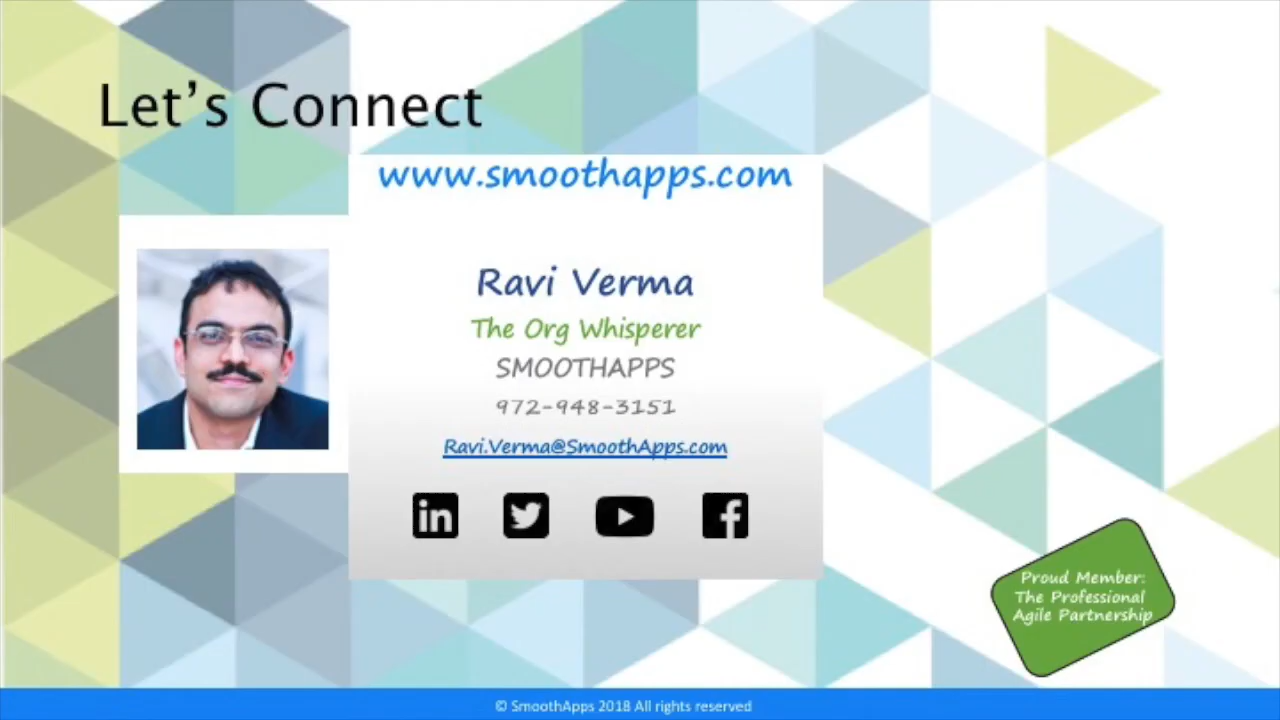 Let's Connect
www.smoothapps.com
Ravi Verma
The Org Whisperer
SMOOTHAPPS
972-948-3151
Ravi.Verma@SmoothApps.com
in
Proud Member:
The Professional
Agile Partnership
© SmoothApps 2018 All rights reserved